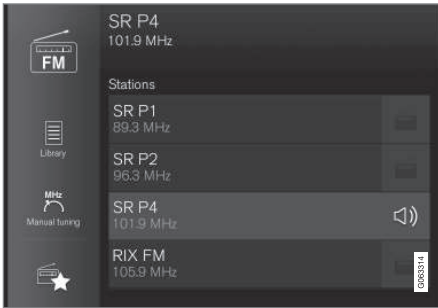 SR P4
101.9 MHz
FM
Stations
SR P1
89.3 MHz
Library
SR P2
96.3 MHz
MHz
Manual tuning
SR P4
101.9 MHz
RIX FM
105.9 MHz
G063314